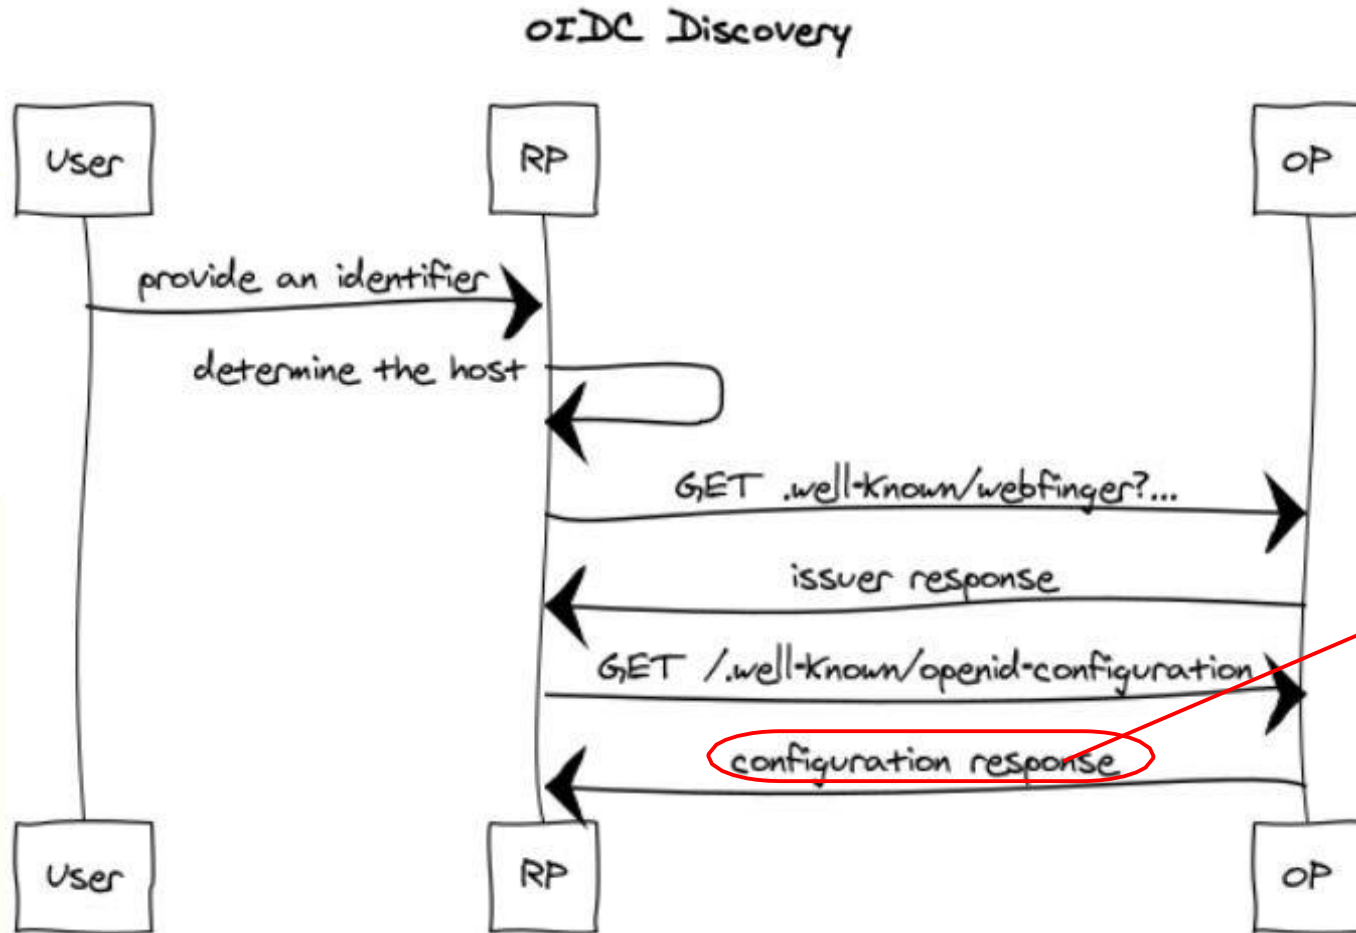 OIDC Discovery
User
RP
OP
provide an identifier
determine the host
GET .well-known/webfinger?...
issuer response
GET /.well-known/openid-configuration
configuration response
User
RP
OP